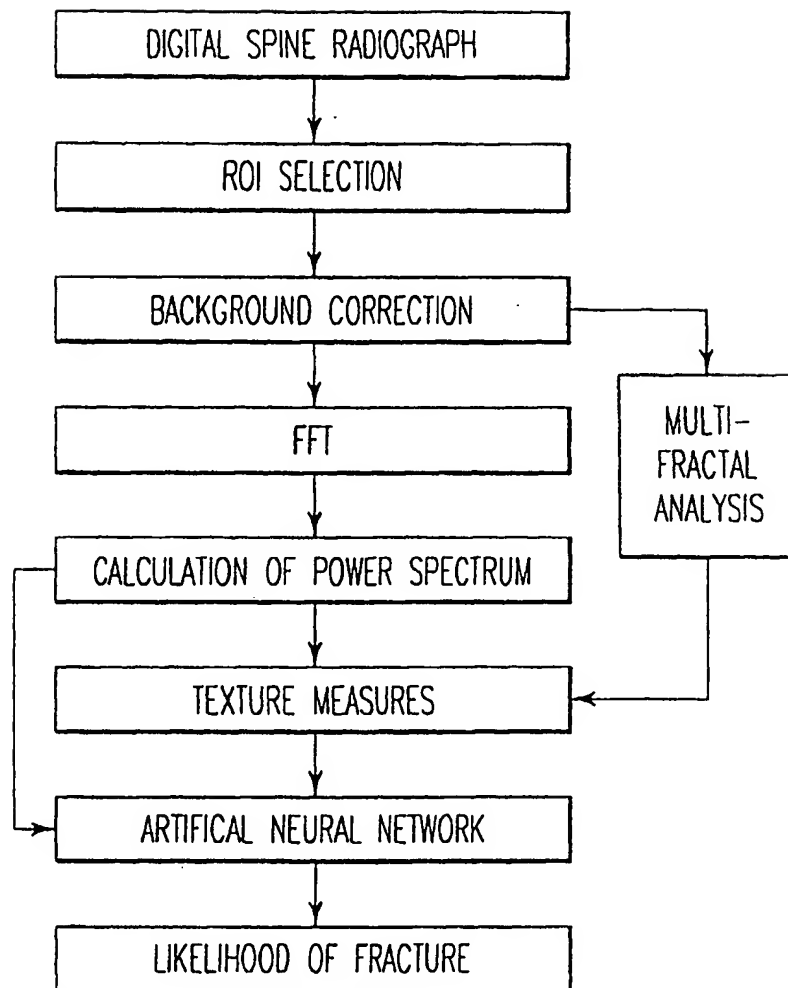 DIGITAL SPINE RADIOGRAPH
ROI SELECTION
BACKGROUND CORRECTION
FFT
MULTI-
FRACTAL
ANALYSIS
CALCULATION OF POWER SPECTRUM
TEXTURE MEASURES
ARTIFICAL NEURAL NETWORK
LIKELIHOOD OF FRACTURE